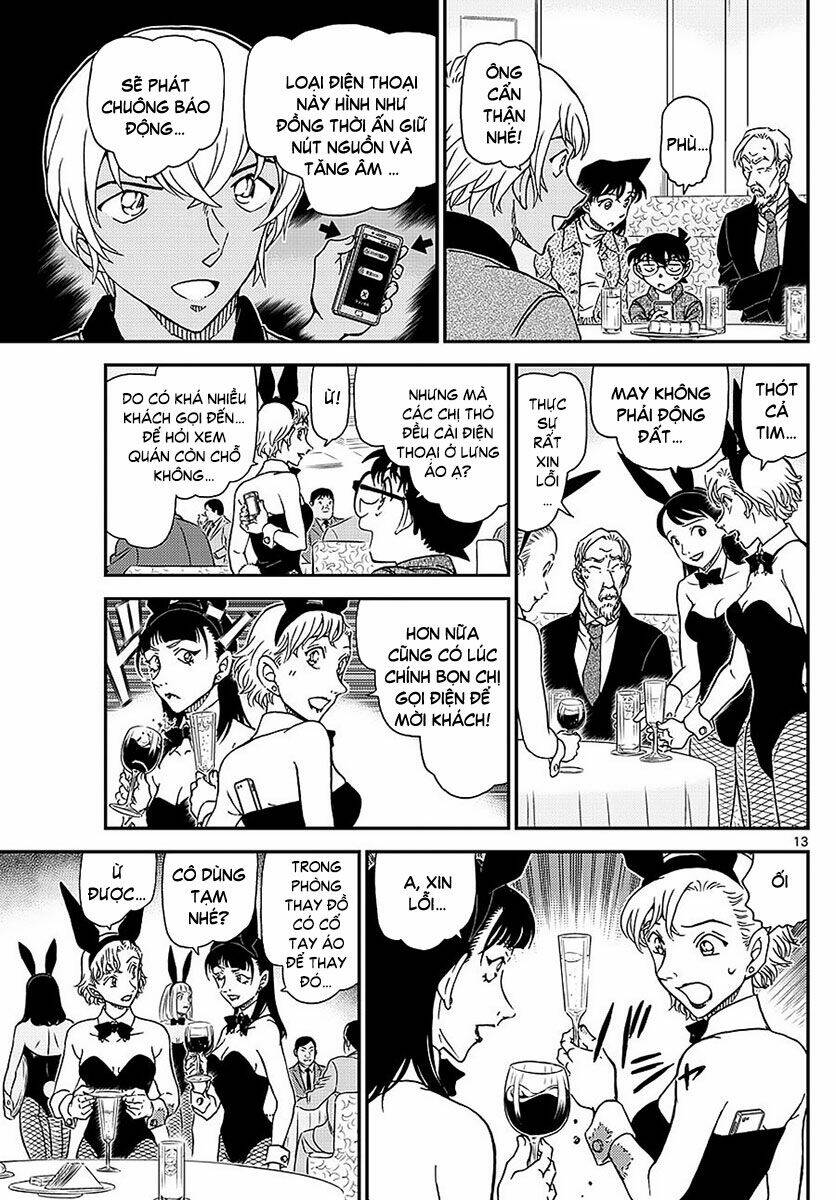 ÔNG
CẨN
THẬN
NHÉ!
PHÙ...
LOẠI ĐIỆN THOẠI
NÀY HÌNH NHƯ
ĐỒNG THỜI ẤN GIỮ
NÚT NGUỒN VÀ
TĂNG ÂM ...
SẼ PHÁT
CHUÔNG BÁO
ĐỘNG...
THÓT
CẢ
TIM...
MAY KHÔNG
PHẢI ĐỘNG
ĐẤT...
THỰC
SỰ
RẤT
XIN
LỖI...
NHƯNG MÀ
CÁC CHỊ THỎ
ĐỀU CÀI ĐIỆN
THOẠI Ở LƯNG
ÁO Ạ?
Ừ!
DO CÓ KHÁ NHIỀU
KHÁCH GỌI ĐẾN...
ĐỂ HỎI XEM
QUÁN CÒN CHỖ
KHÔNG...
HƠN NỮA
CŨNG CÓ LÚC
CHÍNH BỌN CHỊ
GỌI ĐIỆN ĐỂ
MỜI KHÁCH!
13
ỐI
A, XIN
LỖI...
TRONG
PHÒNG
THAY ĐỒ
CÓ CỔ
TAY ÁO
ĐỂ THAY
ĐÓ...
CÔ DÙNG
TẠM
NHÉ?
Ừ
ĐƯỢC...